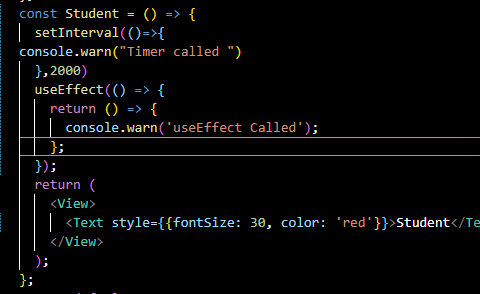 const Student = () => {
setInterval(()=>{
console.warn("Timer called ")
},2000)
useEffect(() => {
return () => {
console.warn('useEffect Called');
};
});
return (
<View>
<Text style={{fontSize: 30, color: 'red'}}>Student</Te
</View>
);
};